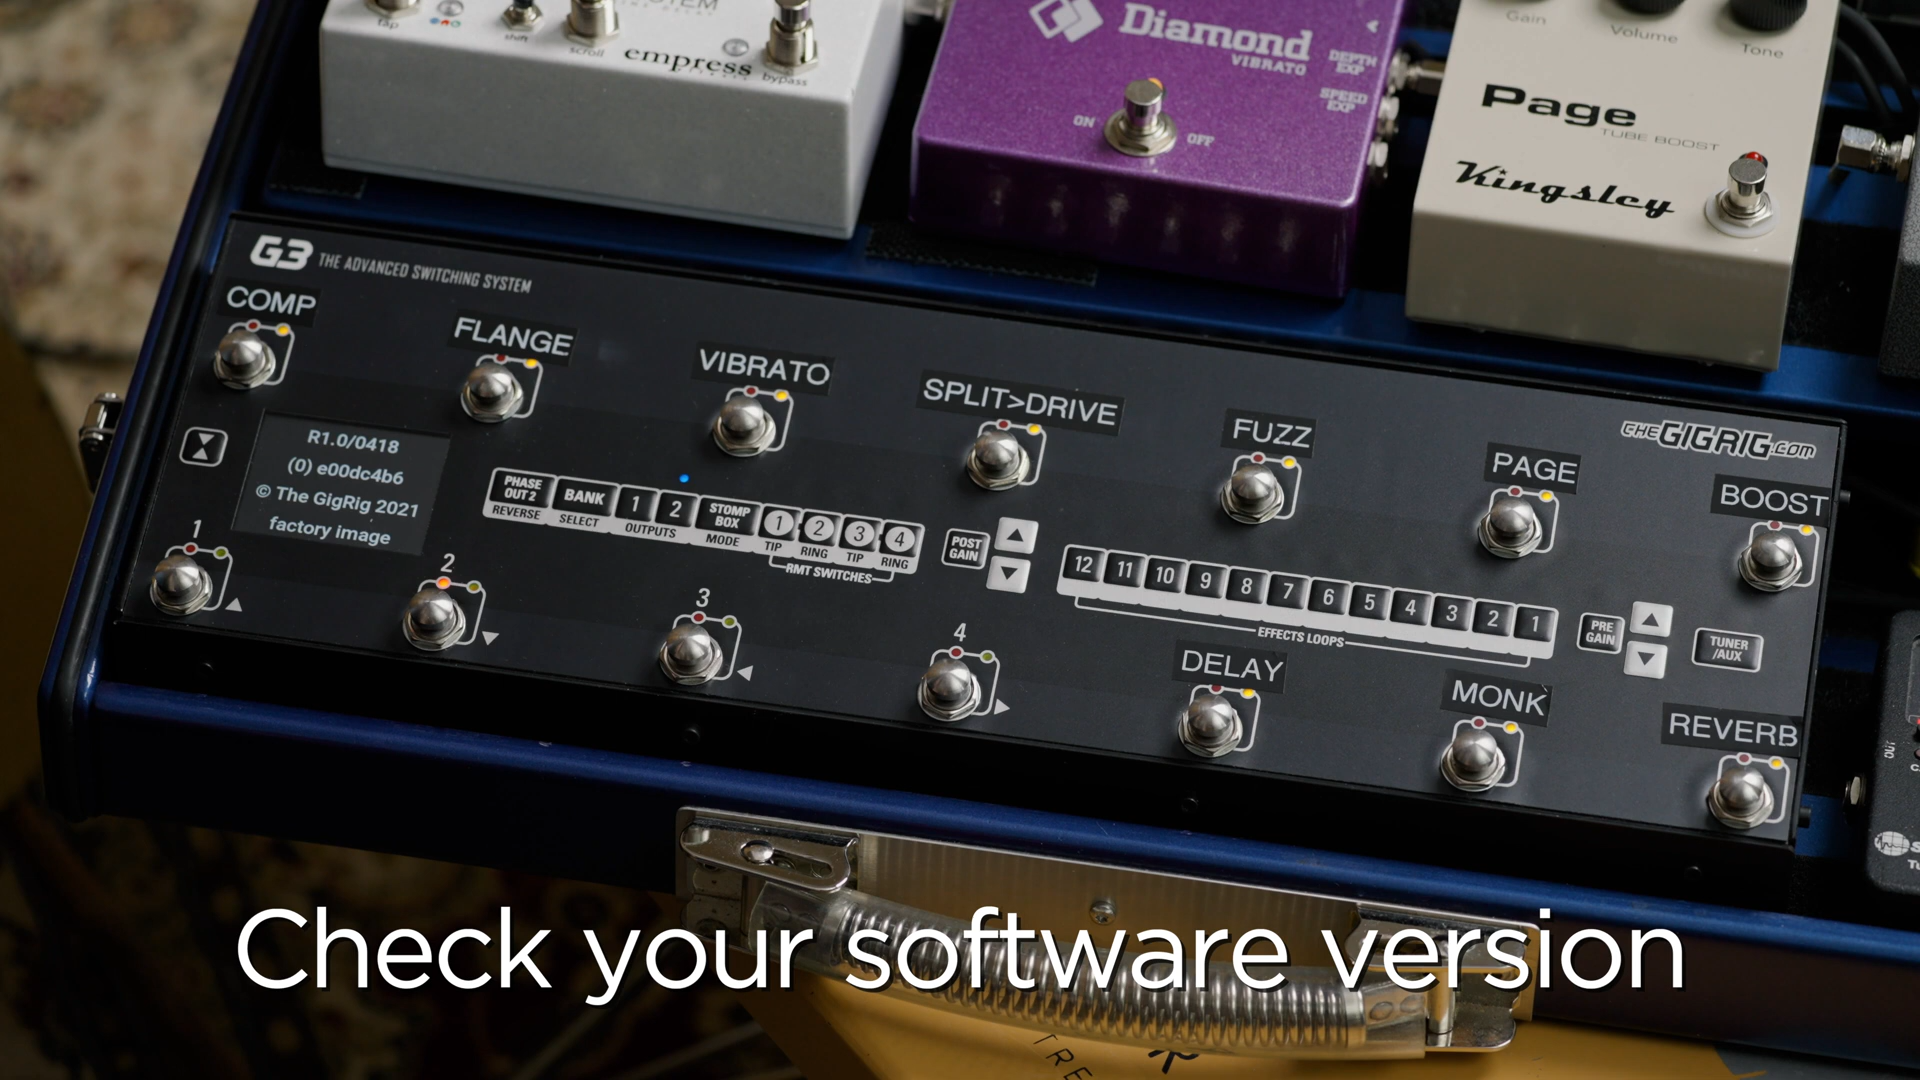 tap
shift
scroll
SYSTEM
empress
bypass
Diamond
VIBRATO
DEPTH
EXP
SPEED
EXP
ON
OFF
Gain
Volume
Tone
Page
TUBE BOOST
Kingsley
G3 THE ADVANCED SWITCHING SYSTEM
COMP
FLANGE
VIBRATO
SPLIT>DRIVE
FUZZ
PAGE
BOOST
THEGIGRIG.COM
R1.0/0418
(0) e00dc4b6
© The GigRig 2021
factory image
PHASE
OUT 2
REVERSE
BANK
SELECT
1 2
OUTPUTS
STOMP
BOX
MODE
1 2 3 4
TIP RING TIP RING
RMT SWITCHES
POST
GAIN
12 11 10 9 8 7 6 5 4 3 2 1
EFFECTS LOOPS
PRE
GAIN
TUNER
/AUX
1
2
3
4
DELAY
MONK
REVERB
OUT
Check your software version